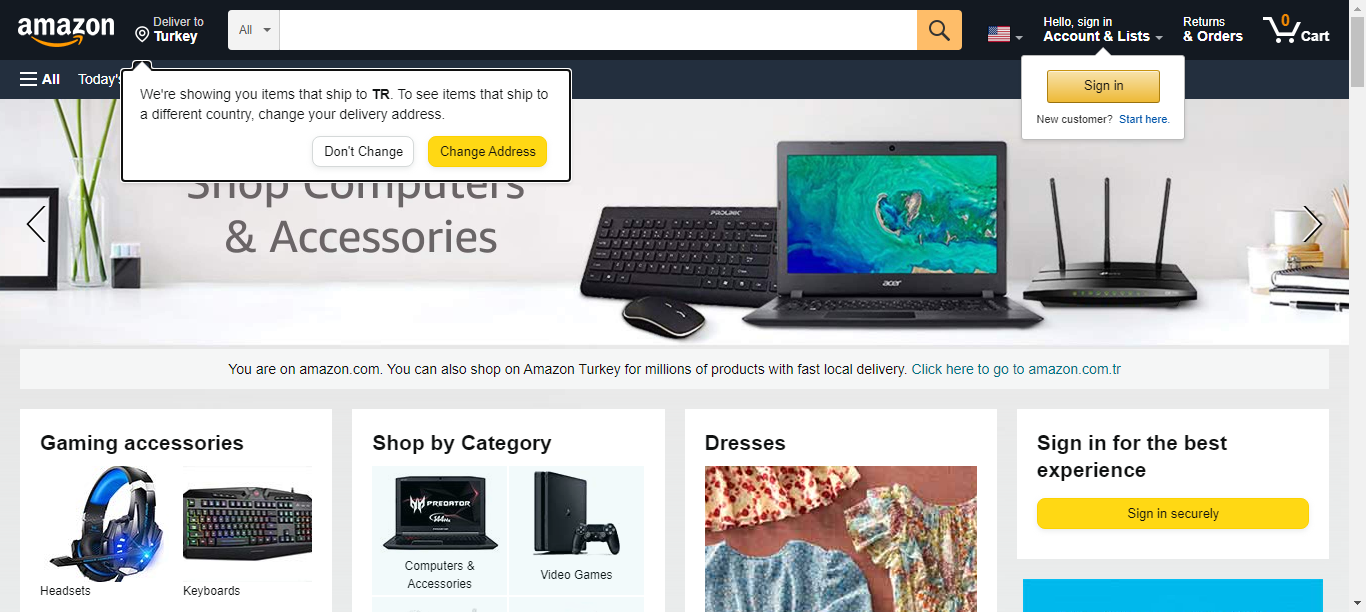 amazon
Deliver to
Turkey
All
Hello, sign in
Account & Lists
Returns
& Orders
0
Cart
All
Today's
We're showing you items that ship to TR. To see items that ship to
a different country, change your delivery address.
Don't Change
Change Address
Sign in
New customer? Start here.
Shop Computers
& Accessories
PROLINK
acer
You are on amazon.com. You can also shop on Amazon Turkey for millions of products with fast local delivery. Click here to go to amazon.com.tr
Gaming accessories
Headsets
Keyboards
Shop by Category
PREDATOR
Computers &
Accessories
Video Games
Dresses
Sign in for the best
experience
Sign in securely